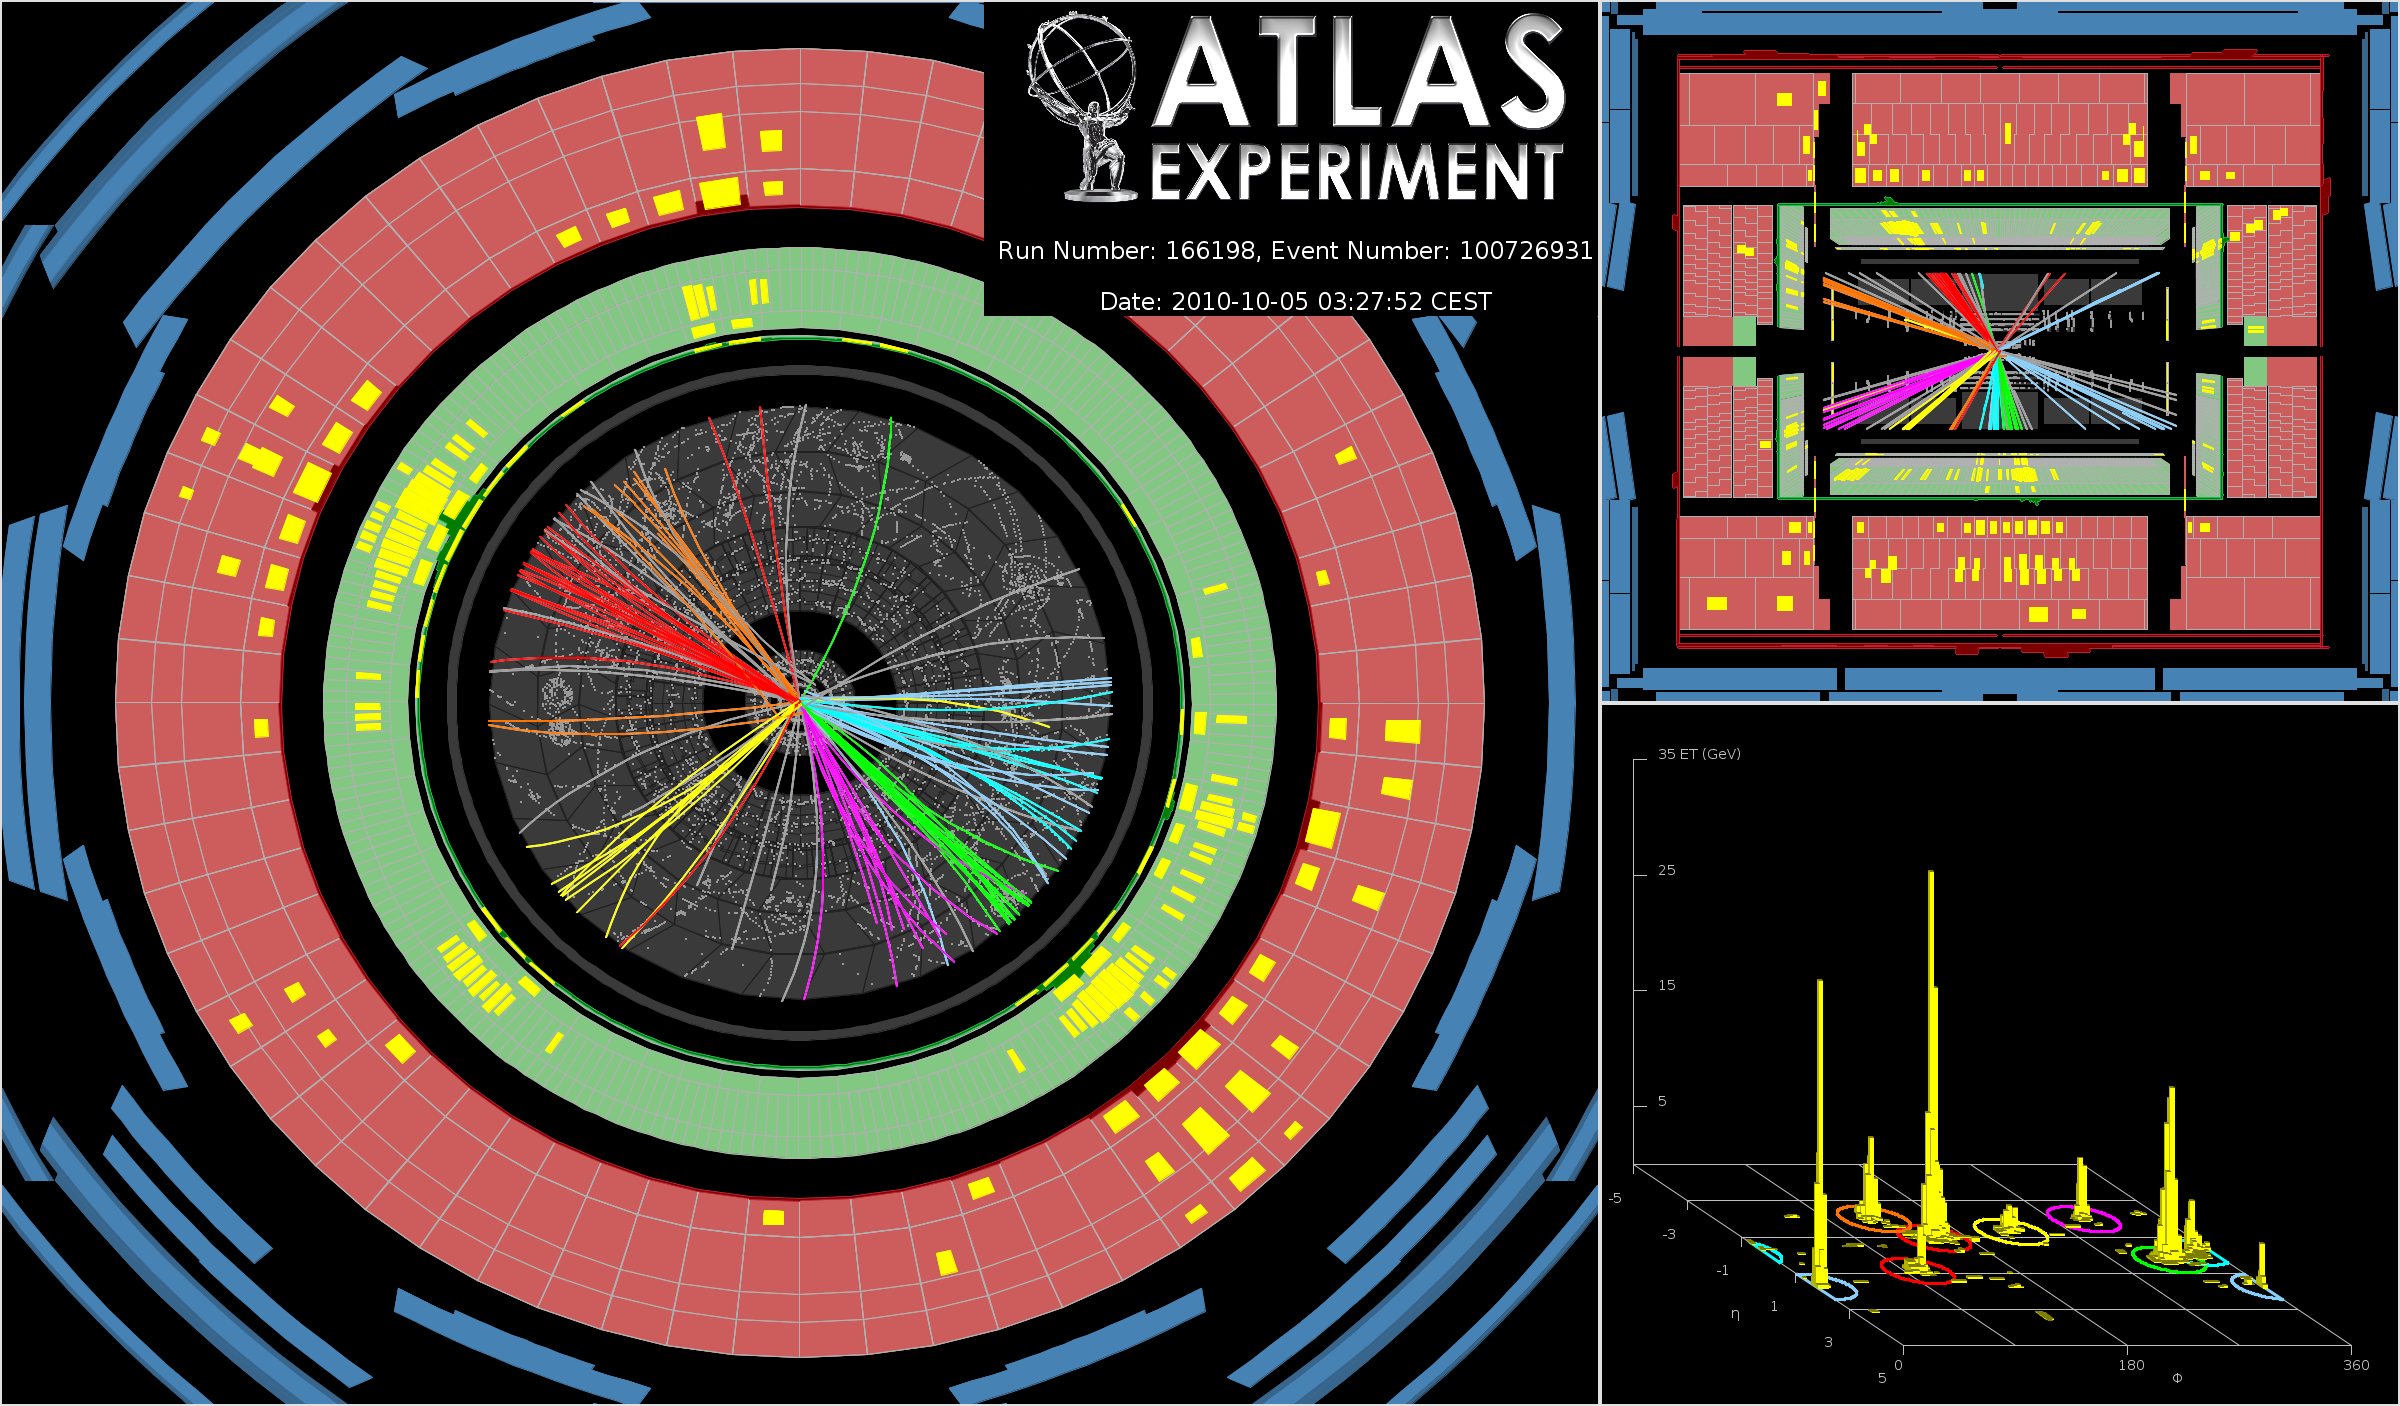 ATLAS
EXPERIMENT
Run Number: 166198, Event Number: 100726931
Date: 2010-10-05 03:27:52 CEST
35 ET (GeV)
25
15
5
-5
-3
-1
1
η
3
0
180
360
5
Φ